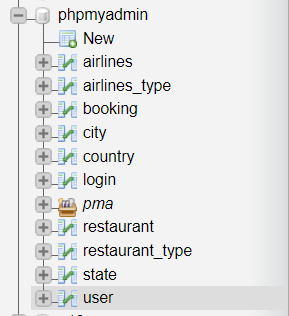 phpmyadmin
New
airlines
airlines_type
booking
city
country
login
pma
restaurant
restaurant_type
state
user